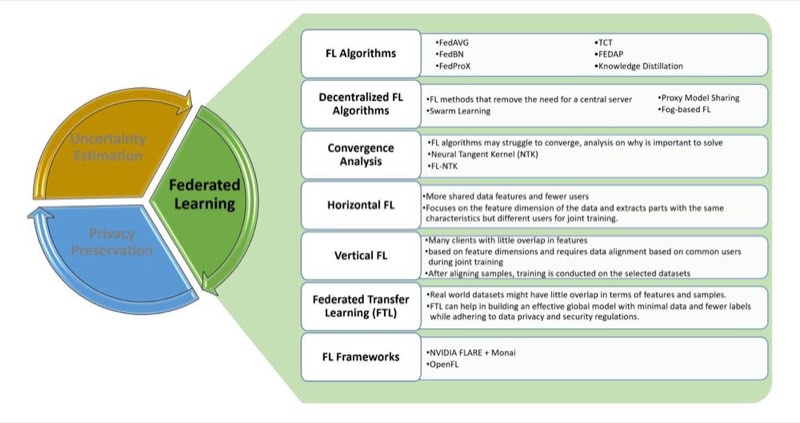 Uncertainty
Estimation
Federated
Learning
Privacy
Preservation
FL Algorithms
•FedAVG
•FedBN
•FedProX
•TCT
•FEDAP
•Knowledge Distillation
Decentralized FL
Algorithms
•FL methods that remove the need for a central server
•Swarm Learning
•Proxy Model Sharing
•Fog-based FL
Convergence
Analysis
•FL algorithms may struggle to converge, analysis on why is important to solve
•Neural Tangent Kernel (NTK)
•FL-NTK
Horizontal FL
•More shared data features and fewer users
•Focuses on the feature dimension of the data and extracts parts with the same
characteristics but different users for joint training.
Vertical FL
•Many clients with little overlap in features
•based on feature dimensions and requires data alignment based on common users
during joint training
•After aligning samples, training is conducted on the selected datasets
Federated Transfer
Learning (FTL)
•Real world datasets might have little overlap in terms of features and samples.
•FTL can help in building an effective global model with minimal data and fewer labels
while adhering to data privacy and security regulations.
FL Frameworks
•NVIDIA FLARE + Monai
•OpenFL